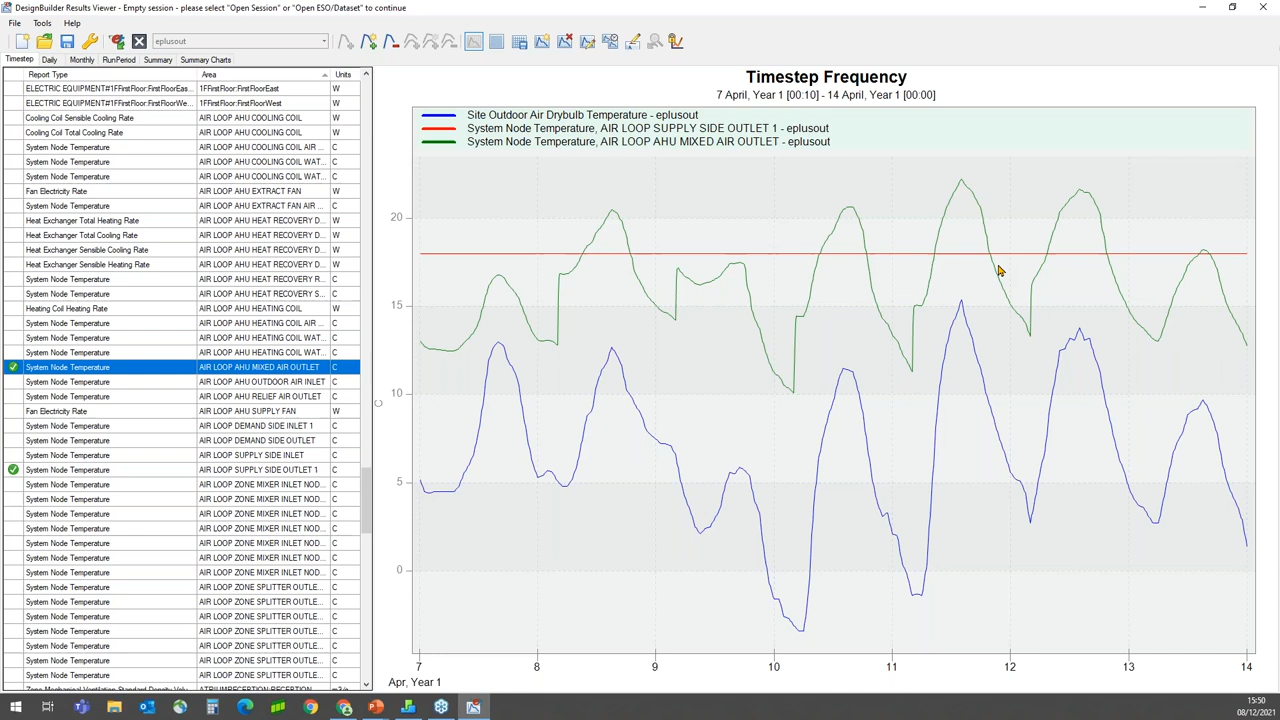 DesignBuilder Results Viewer - Empty session - please select "Open Session" or "Open ESO/Dataset" to continue
File Tools Help
eplusout
Timestep Daily Monthly RunPeriod Summary Summary Charts
Report Type Area Units
ELECTRIC EQUIPMENT#1FFirstFloor:FirstFloorEas... 1FFirstFloor:FirstFloorEast W
ELECTRIC EQUIPMENT#1FFirstFloor:FirstFloorWe... 1FFirstFloor:FirstFloorWest W
Cooling Coil Sensible Cooling Rate AIR LOOP AHU COOLING COIL W
Cooling Coil Total Cooling Rate AIR LOOP AHU COOLING COIL W
System Node Temperature AIR LOOP AHU COOLING COIL AIR ... C
System Node Temperature AIR LOOP AHU COOLING COIL WAT... C
System Node Temperature AIR LOOP AHU COOLING COIL WAT... C
Fan Electricity Rate AIR LOOP AHU EXTRACT FAN W
System Node Temperature AIR LOOP AHU EXTRACT FAN AIR ... C
Heat Exchanger Total Heating Rate AIR LOOP AHU HEAT RECOVERY D... W
Heat Exchanger Total Cooling Rate AIR LOOP AHU HEAT RECOVERY D... W
Heat Exchanger Sensible Cooling Rate AIR LOOP AHU HEAT RECOVERY D... W
Heat Exchanger Sensible Heating Rate AIR LOOP AHU HEAT RECOVERY D... W
System Node Temperature AIR LOOP AHU HEAT RECOVERY R... C
System Node Temperature AIR LOOP AHU HEAT RECOVERY S... C
Heating Coil Heating Rate AIR LOOP AHU HEATING COIL W
System Node Temperature AIR LOOP AHU HEATING COIL AIR ... C
System Node Temperature AIR LOOP AHU HEATING COIL WAT... C
System Node Temperature AIR LOOP AHU HEATING COIL WAT... C
System Node Temperature AIR LOOP AHU MIXED AIR OUTLET C
System Node Temperature AIR LOOP AHU OUTDOOR AIR INLET C
System Node Temperature AIR LOOP AHU RELIEF AIR OUTLET C
Fan Electricity Rate AIR LOOP AHU SUPPLY FAN W
System Node Temperature AIR LOOP DEMAND SIDE INLET 1 C
System Node Temperature AIR LOOP DEMAND SIDE OUTLET C
System Node Temperature AIR LOOP SUPPLY SIDE INLET C
System Node Temperature AIR LOOP SUPPLY SIDE OUTLET 1 C
System Node Temperature AIR LOOP ZONE MIXER INLET NOD... C
System Node Temperature AIR LOOP ZONE MIXER INLET NOD... C
System Node Temperature AIR LOOP ZONE MIXER INLET NOD... C
System Node Temperature AIR LOOP ZONE MIXER INLET NOD... C
System Node Temperature AIR LOOP ZONE MIXER INLET NOD... C
System Node Temperature AIR LOOP ZONE MIXER INLET NOD... C
System Node Temperature AIR LOOP ZONE MIXER INLET NOD... C
System Node Temperature AIR LOOP ZONE SPLITTER OUTLE... C
System Node Temperature AIR LOOP ZONE SPLITTER OUTLE... C
System Node Temperature AIR LOOP ZONE SPLITTER OUTLE... C
System Node Temperature AIR LOOP ZONE SPLITTER OUTLE... C
System Node Temperature AIR LOOP ZONE SPLITTER OUTLE... C
System Node Temperature AIR LOOP ZONE SPLITTER OUTLE... C
System Node Temperature AIR LOOP ZONE SPLITTER OUTLE... C
Timestep Frequency
7 April, Year 1 [00:10] - 14 April, Year 1 [00:00]
Site Outdoor Air Drybulb Temperature - eplusout
System Node Temperature, AIR LOOP SUPPLY SIDE OUTLET 1 - eplusout
System Node Temperature, AIR LOOP AHU MIXED AIR OUTLET - eplusout
20
15
10
C
5
0
7 8 9 10 11 12 13 14
Apr, Year 1
15:50
08/12/2021